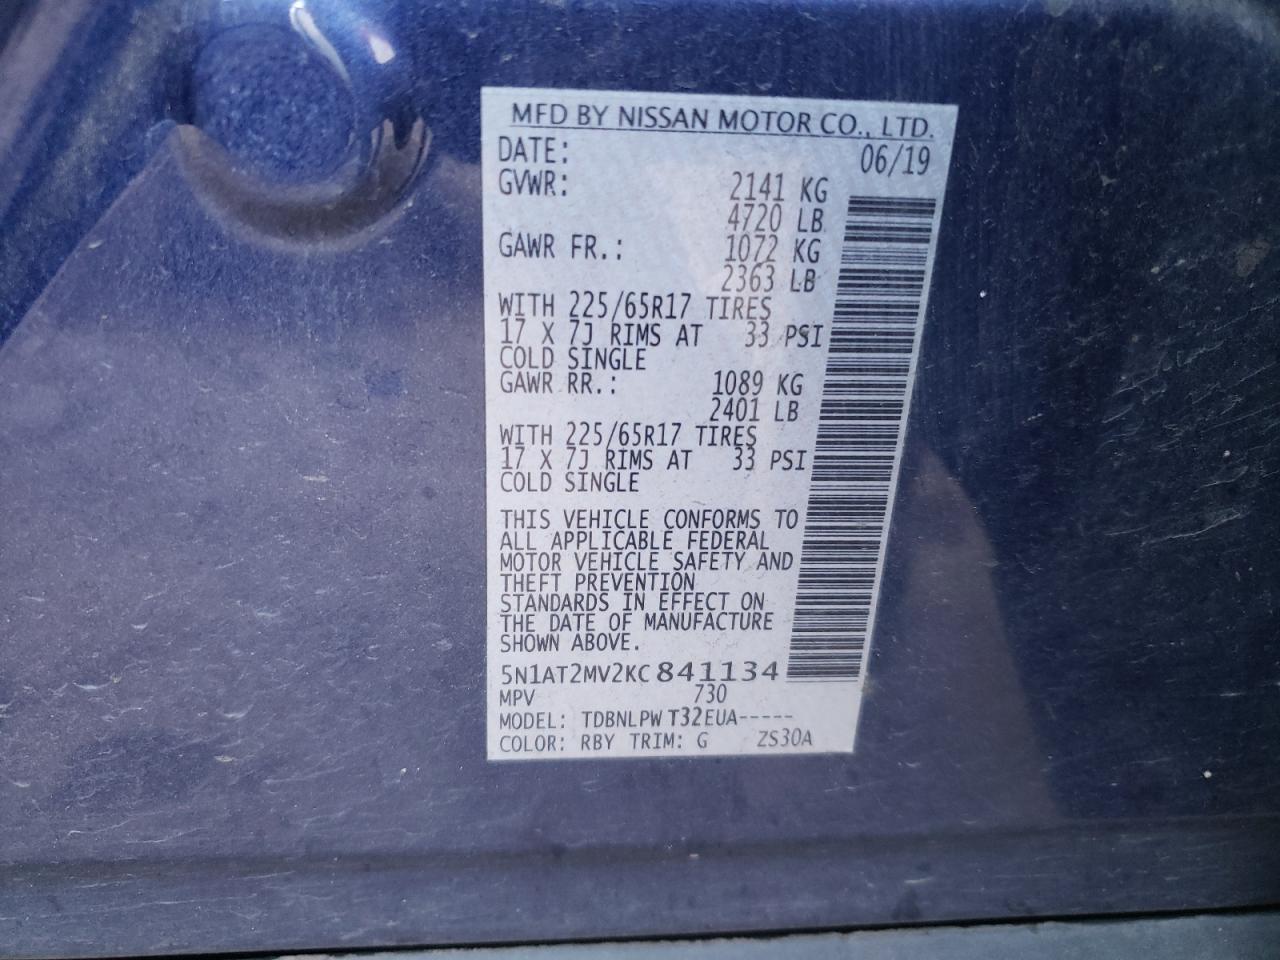 MFD BY NISSAN MOTOR CO., LTD.
DATE: 06/19
GVWR: 2141 KG
4720 LB
GAWR FR.: 1072 KG
2363 LB
WITH 225/65R17 TIRES
17 X 7J RIMS AT 33 PSI
COLD SINGLE
GAWR RR.: 1089 KG
2401 LB
WITH 225/65R17 TIRES
17 X 7J RIMS AT 33 PSI
COLD SINGLE
THIS VEHICLE CONFORMS TO
ALL APPLICABLE FEDERAL
MOTOR VEHICLE SAFETY AND
THEFT PREVENTION
STANDARDS IN EFFECT ON
THE DATE OF MANUFACTURE
SHOWN ABOVE.
5N1AT2MV2KC841134
MPV 730
MODEL: TDBNLPWT32EUA-----
COLOR: RBY TRIM: G ZS30A